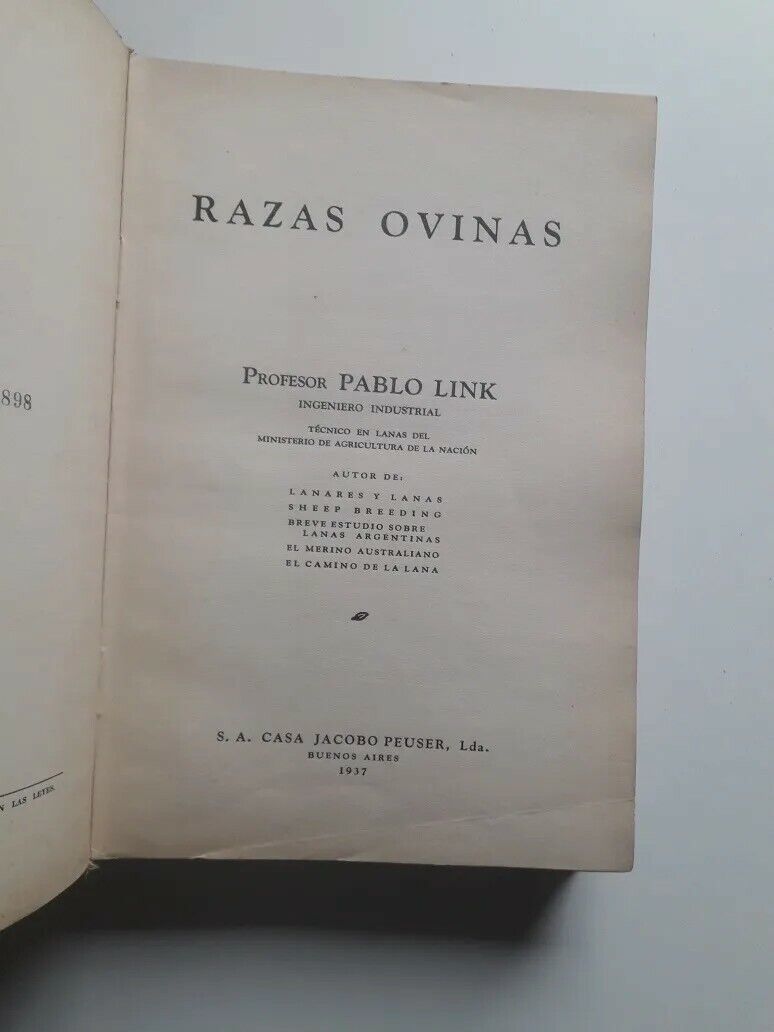 898
N LAS LEYES.
RAZAS OVINAS
PROFESOR PABLO LINK
INGENIERO INDUSTRIAL
TÉCNICO EN LANAS DEL
MINISTERIO DE AGRICULTURA DE LA NACIÓN
AUTOR DE:
LANARES Y LANAS
SHEEP BREEDING
BREVE ESTUDIO SOBRE
LANAS ARGENTINAS
EL MERINO AUSTRALIANO
EL CAMINO DE LA LANA
S. A. CASA JACOBO PEUSER, Lda.
BUENOS AIRES
1937